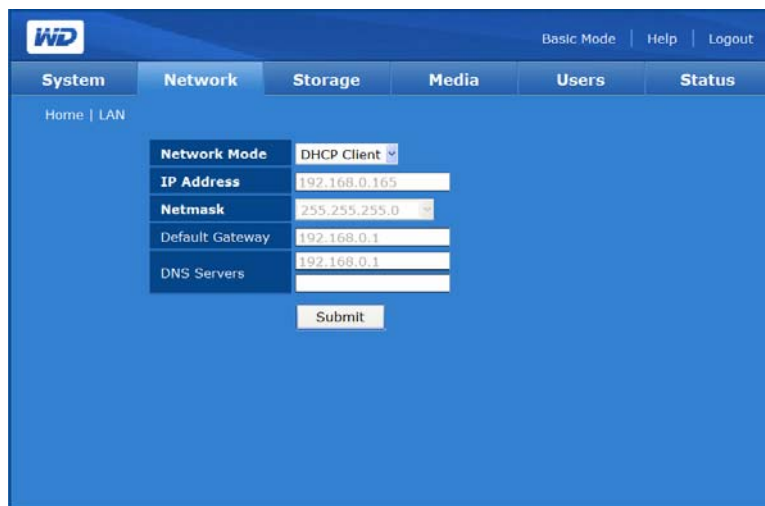 WD
Basic Mode | Help | Logout
System Network Storage Media Users Status
Home | LAN
Network Mode DHCP Client
IP Address 192.168.0.165
Netmask 255.255.255.0
Default Gateway 192.168.0.1
DNS Servers 192.168.0.1
Submit